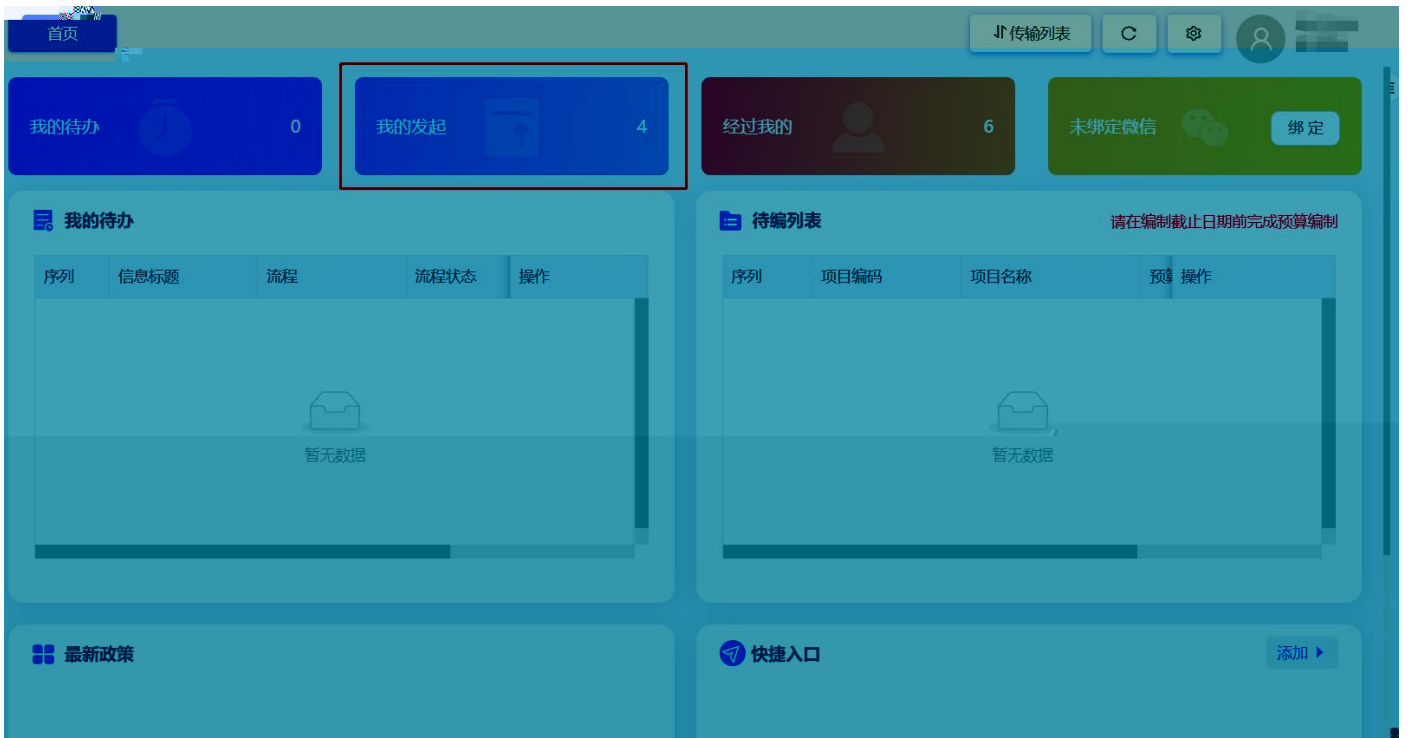 首页
传输列表
我的待办 0
我的发起 4
经过我的 6
未绑定微信 绑定
我的待办
待编列表 请在编制截止日期前完成预算编制
序列 信息标题 流程 流程状态 操作
序列 项目编码 项目名称 预算 操作
暂无数据
暂无数据
最新政策
快捷入口 添加